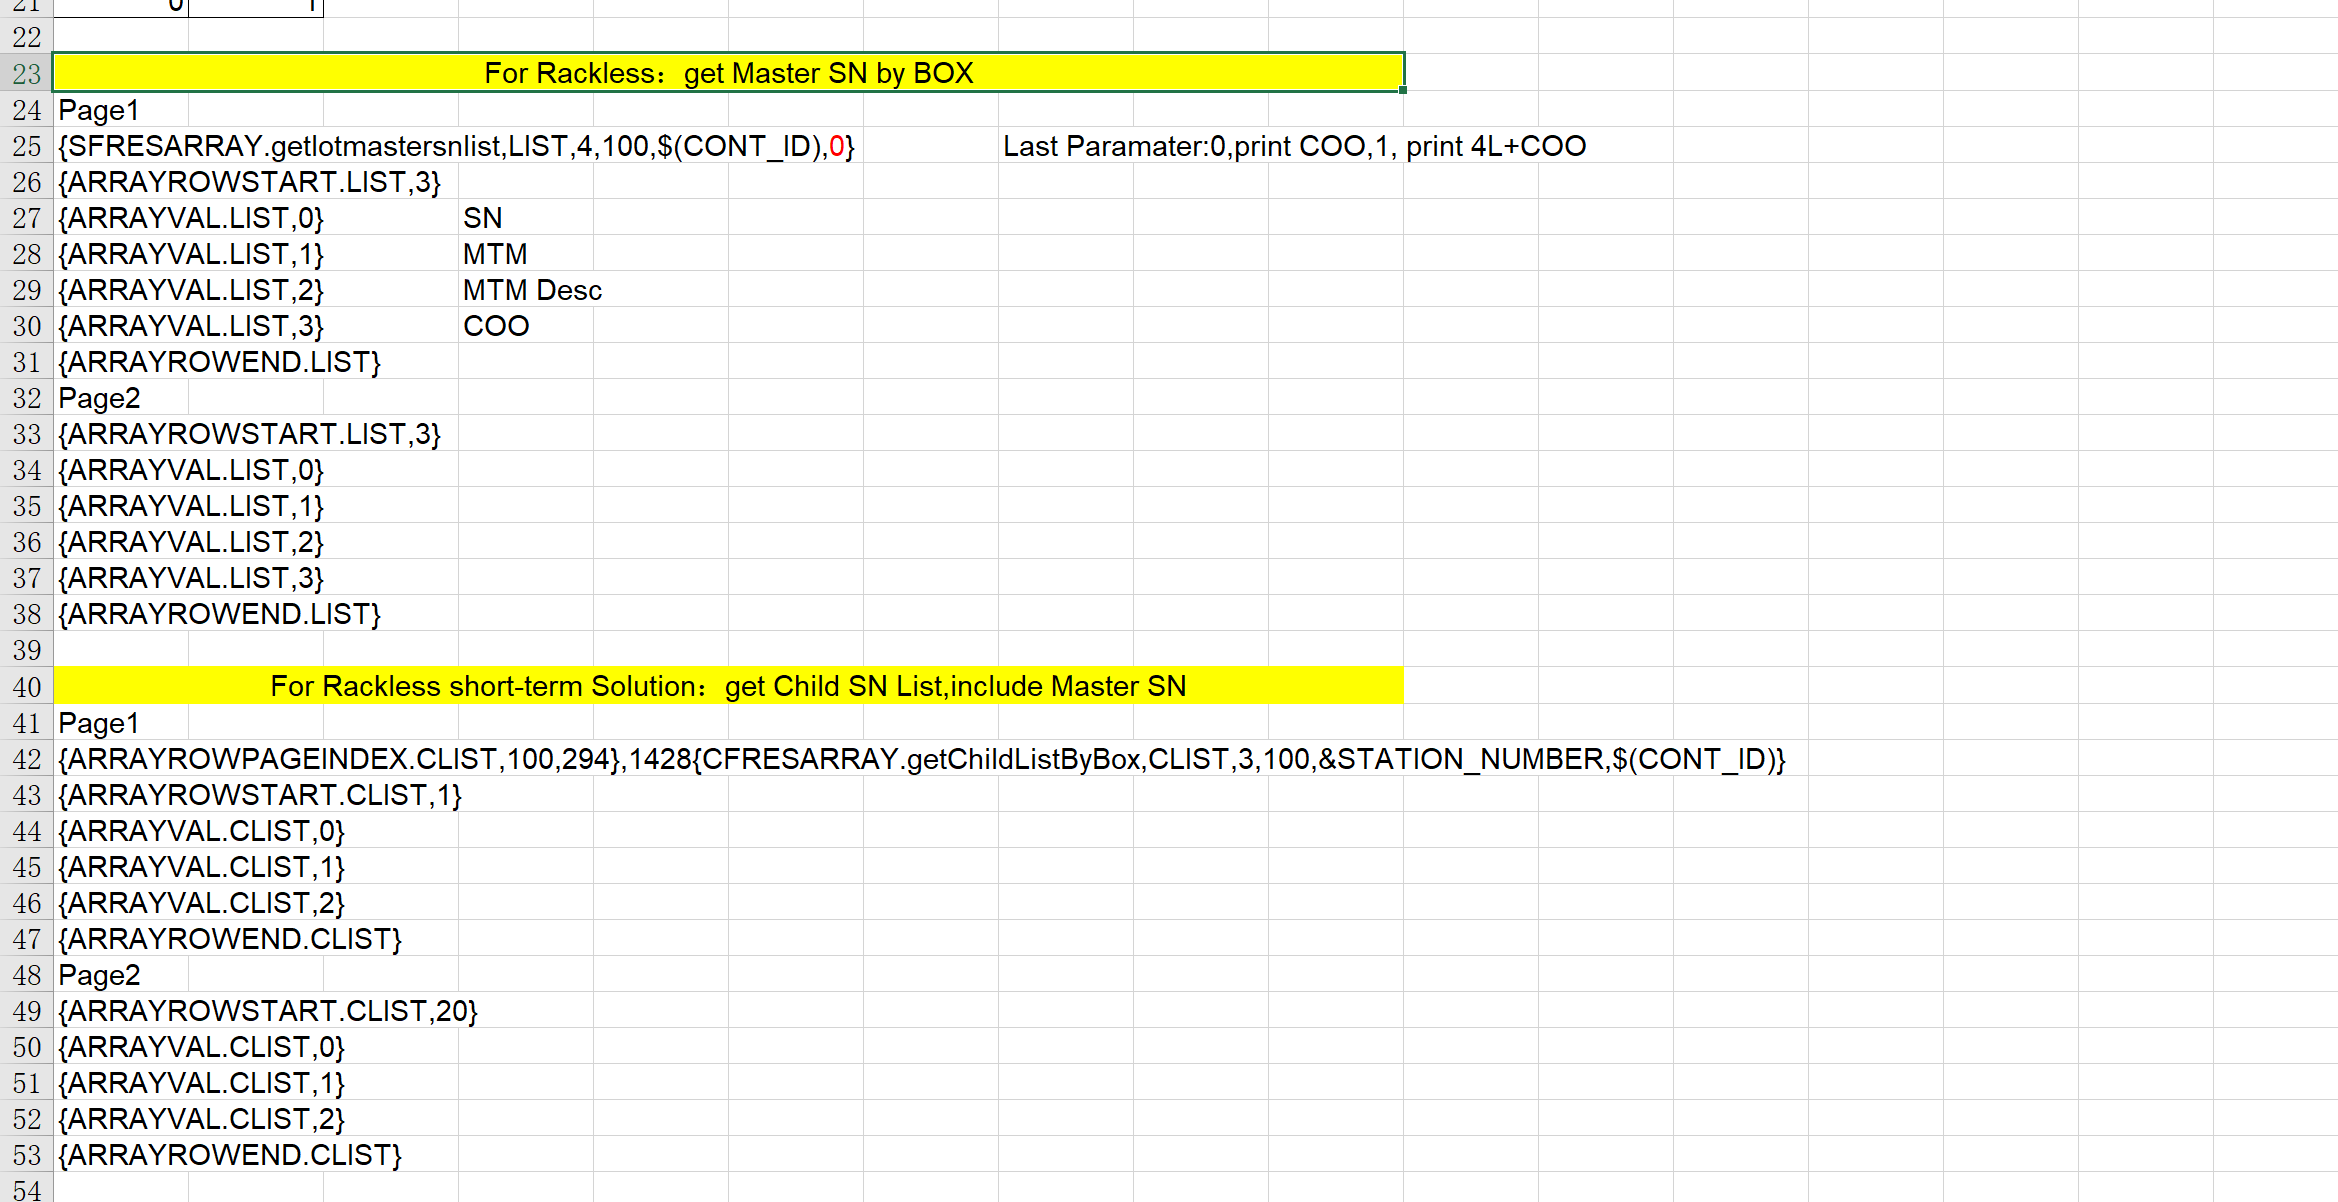 21 0 1
22
23 For Rackless：get Master SN by BOX
24 Page1
25 {SFRESARRAY.getlotmastersnlist,LIST,4,100,$(CONT_ID),0} Last Paramater:0,print COO,1, print 4L+COO
26 {ARRAYROWSTART.LIST,3}
27 {ARRAYVAL.LIST,0} SN
28 {ARRAYVAL.LIST,1} MTM
29 {ARRAYVAL.LIST,2} MTM Desc
30 {ARRAYVAL.LIST,3} COO
31 {ARRAYROWEND.LIST}
32 Page2
33 {ARRAYROWSTART.LIST,3}
34 {ARRAYVAL.LIST,0}
35 {ARRAYVAL.LIST,1}
36 {ARRAYVAL.LIST,2}
37 {ARRAYVAL.LIST,3}
38 {ARRAYROWEND.LIST}
39
40 For Rackless short-term Solution：get Child SN List,include Master SN
41 Page1
42 {ARRAYROWPAGEINDEX.CLIST,100,294},1428{CFRESARRAY.getChildListByBox,CLIST,3,100,&STATION_NUMBER,$(CONT_ID)}
43 {ARRAYROWSTART.CLIST,1}
44 {ARRAYVAL.CLIST,0}
45 {ARRAYVAL.CLIST,1}
46 {ARRAYVAL.CLIST,2}
47 {ARRAYROWEND.CLIST}
48 Page2
49 {ARRAYROWSTART.CLIST,20}
50 {ARRAYVAL.CLIST,0}
51 {ARRAYVAL.CLIST,1}
52 {ARRAYVAL.CLIST,2}
53 {ARRAYROWEND.CLIST}
54